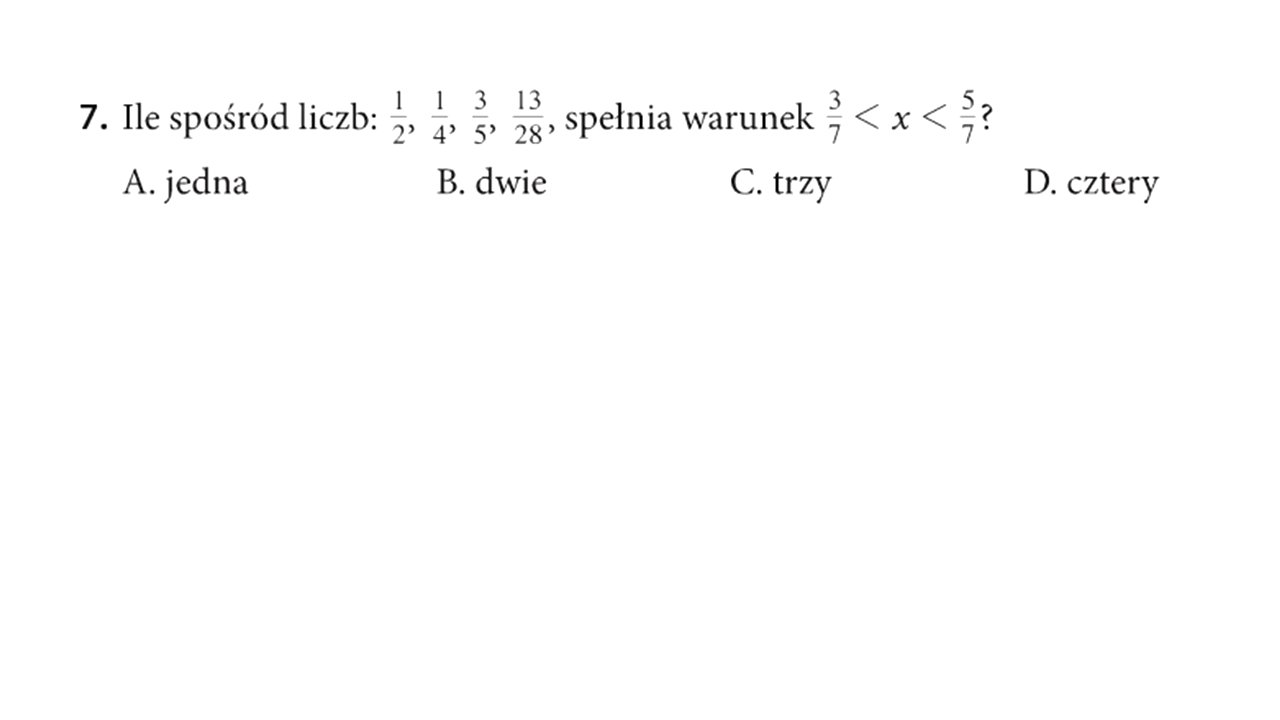 7. Ile spośród liczb: 1/2, 1/4, 3/5, 13/28, spełnia warunek 3/7 < x < 5/7?
A. jedna B. dwie C. trzy D. cztery